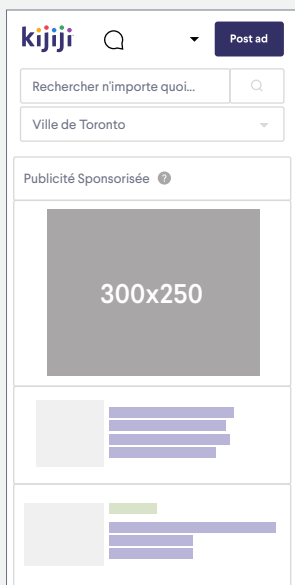 kijiji
Post ad
Rechercher n'importe quoi...
Ville de Toronto
Publicité Sponsorisée ?
300x250